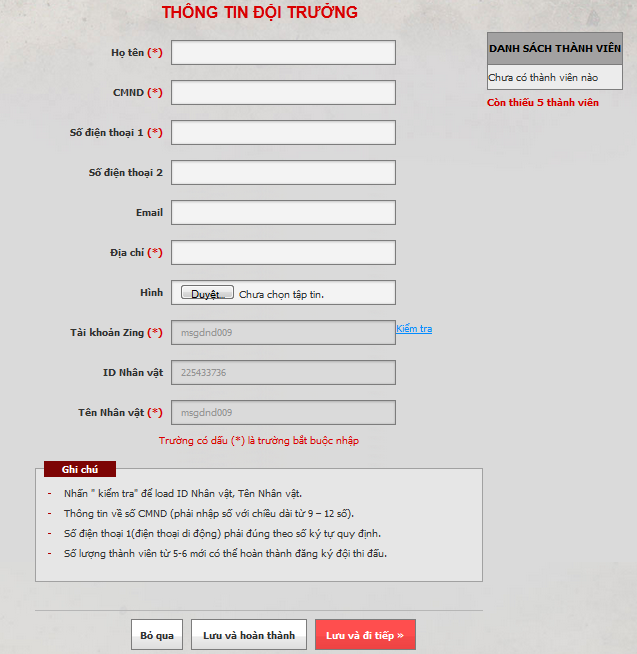 THÔNG TIN ĐỘI TRƯỞNG
Họ tên (*)
CMND (*)
Số điện thoại 1 (*)
Số điện thoại 2
Email
Địa chỉ (*)
Hình Duyệt... Chưa chọn tập tin.
Tài khoản Zing (*) msgdnd009 Kiểm tra
ID Nhân vật 225433736
Tên Nhân vật (*) msgdnd009
Trường có dấu (*) là trường bắt buộc nhập
DANH SÁCH THÀNH VIÊN
Chưa có thành viên nào
Còn thiếu 5 thành viên
Ghi chú
- Nhấn " kiểm tra" để load ID Nhân vật, Tên Nhân vật.
- Thông tin về số CMND (phải nhập số với chiều dài từ 9 – 12 số).
- Số điện thoại 1(điện thoại di động) phải đúng theo số ký tự quy định.
- Số lượng thành viên từ 5-6 mới có thể hoàn thành đăng ký đội thi đấu.
Bỏ qua Lưu và hoàn thành Lưu và đi tiếp »